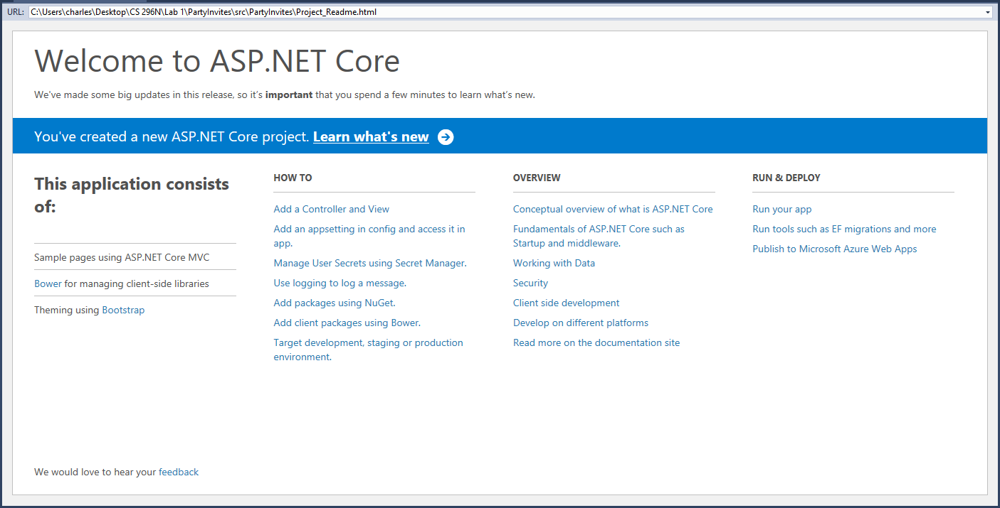 URL: C:\Users\charles\Desktop\CS 296N\Lab 1\PartyInvites\src\PartyInvites\Project_Readme.html
Welcome to ASP.NET Core
We've made some big updates in this release, so it’s important that you spend a few minutes to learn what’s new.
You've created a new ASP.NET Core project. Learn what's new
This application consists
of:
Sample pages using ASP.NET Core MVC
Bower for managing client-side libraries
Theming using Bootstrap
HOW TO
Add a Controller and View
Add an appsetting in config and access it in
app.
Manage User Secrets using Secret Manager.
Use logging to log a message.
Add packages using NuGet.
Add client packages using Bower.
Target development, staging or production
environment.
OVERVIEW
Conceptual overview of what is ASP.NET Core
Fundamentals of ASP.NET Core such as
Startup and middleware.
Working with Data
Security
Client side development
Develop on different platforms
Read more on the documentation site
RUN & DEPLOY
Run your app
Run tools such as EF migrations and more
Publish to Microsoft Azure Web Apps
We would love to hear your feedback